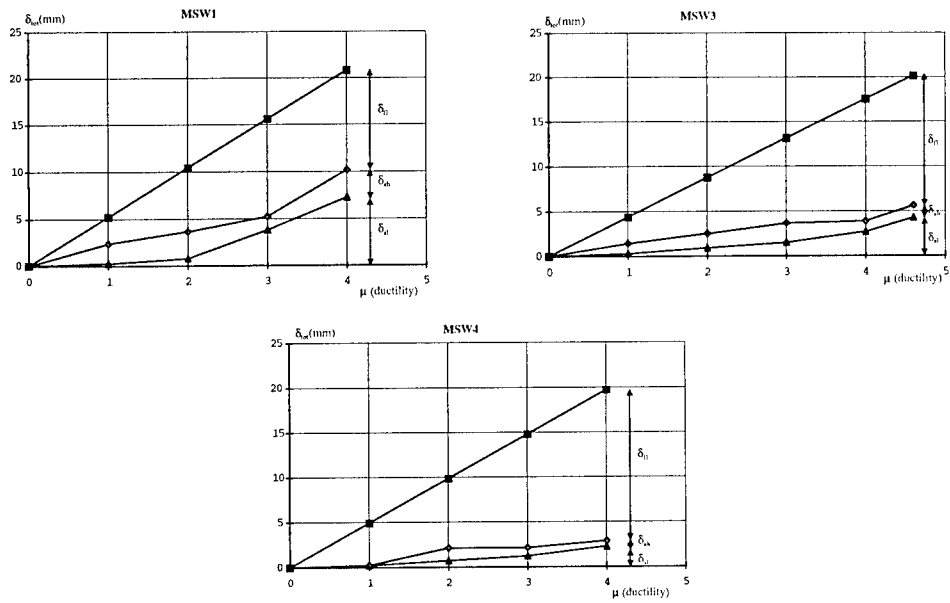 δtot(mm) MSW1
25
20
15
10
5
0
0 1 2 3 4 5
μ (ductility)
δfl
δsh
δsl
δtot(mm) MSW3
25
20
15
10
5
0
0 1 2 3 4 5
μ (ductility)
δfl
δsl
δtot(mm) MSW4
25
20
15
10
5
0
0 1 2 3 4 5
μ (ductility)
δfl
δsh
δsl